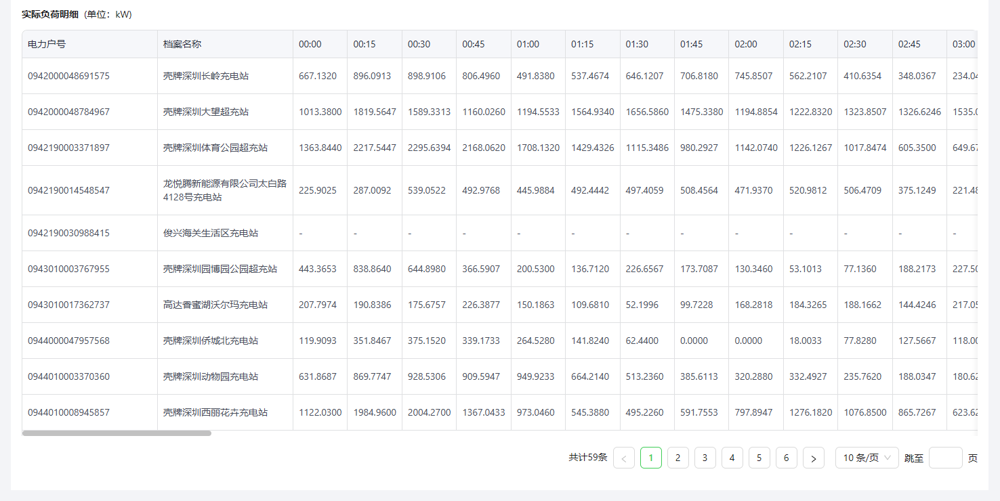 实际负荷明细 (单位：kW)
电力户号 档案名称 00:00 00:15 00:30 00:45 01:00 01:15 01:30 01:45 02:00 02:15 02:30 02:45 03:00
0942000048691575 壳牌深圳长岭充电站 667.1320 896.0913 898.9106 806.4960 491.8380 537.4674 646.1207 706.8180 745.8507 562.2107 410.6354 348.0367 234.04
0942000048784967 壳牌深圳大望超充站 1013.3800 1819.5647 1589.3313 1160.0260 1194.5533 1564.9340 1656.5860 1475.3380 1194.8854 1222.8320 1323.8507 1326.6246 1535.0
0942190003371897 壳牌深圳体育公园超充站 1363.8440 2217.5447 2295.6394 2168.0620 1708.1320 1429.4326 1115.3486 980.2927 1142.0740 1226.1267 1017.8474 605.3500 649.67
0942190014548547 龙悦腾新能源有限公司太白路 225.9025 287.0092 539.0522 492.9768 445.9884 492.4442 497.4059 508.4564 471.9370 520.9812 506.4709 375.1249 221.48
4128号充电站
0942190030988415 俊兴海关生活区充电站 - - - - - - - - - - - - -
0943010003767955 壳牌深圳园博园公园超充站 443.3653 838.8640 644.8980 366.5907 200.5300 136.7120 226.6567 173.7087 130.3460 53.1013 77.1360 188.2173 227.50
0943010017362737 高达香蜜湖沃尔玛充电站 207.7974 190.8386 175.6757 226.3877 150.1863 109.6810 52.1996 99.7228 168.2818 184.3265 188.1662 144.4246 217.05
0944000047957568 壳牌深圳侨城北充电站 119.9093 351.8467 375.1520 339.1733 264.5280 141.8240 62.4400 0.0000 0.0000 18.0033 77.8280 127.5667 118.00
0944010003370360 壳牌深圳动物园充电站 631.8687 869.7747 928.5306 909.5947 949.9233 664.2140 513.2360 385.6113 320.2880 332.4927 235.7620 188.0347 180.62
0944010008945857 壳牌深圳西丽花卉充电站 1122.0300 1984.9600 2004.2700 1367.0433 973.0460 545.3880 495.2260 591.7553 797.8947 1276.1820 1076.8500 865.7267 623.62
共计59条 < 1 2 3 4 5 6 > 10 条/页 跳至 页